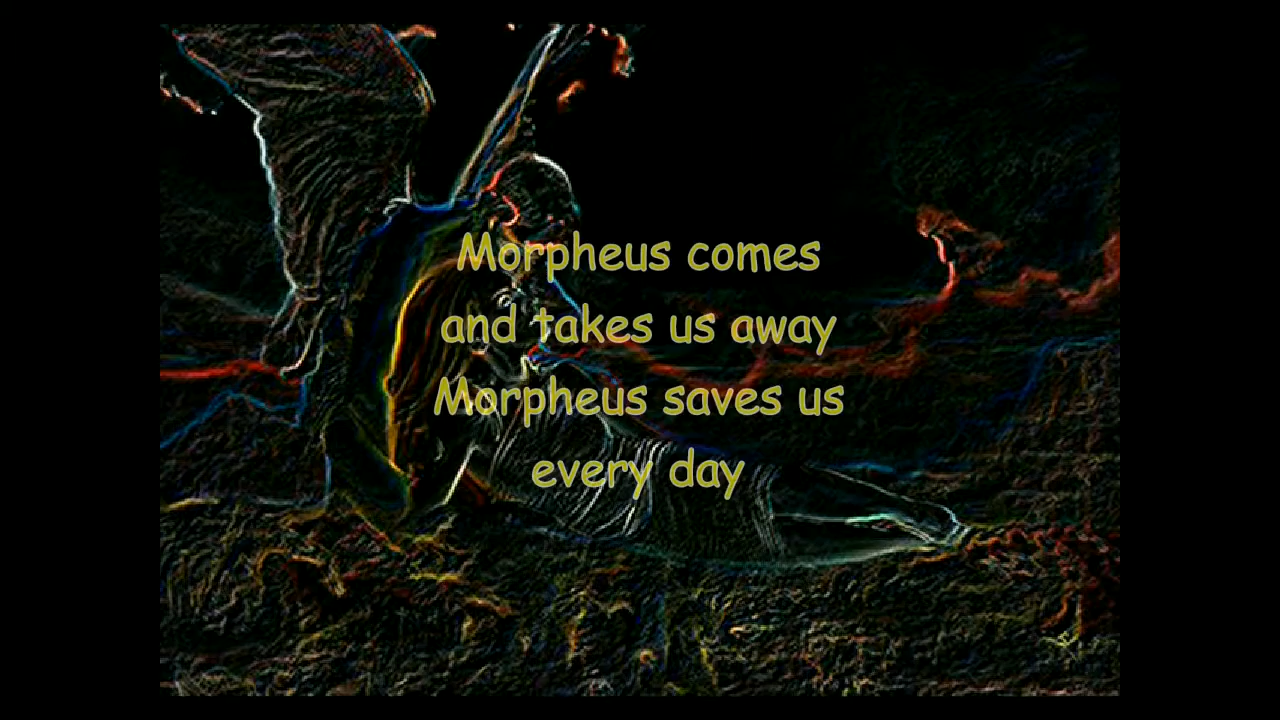 Morpheus comes
and takes us away
Morpheus saves us
every day